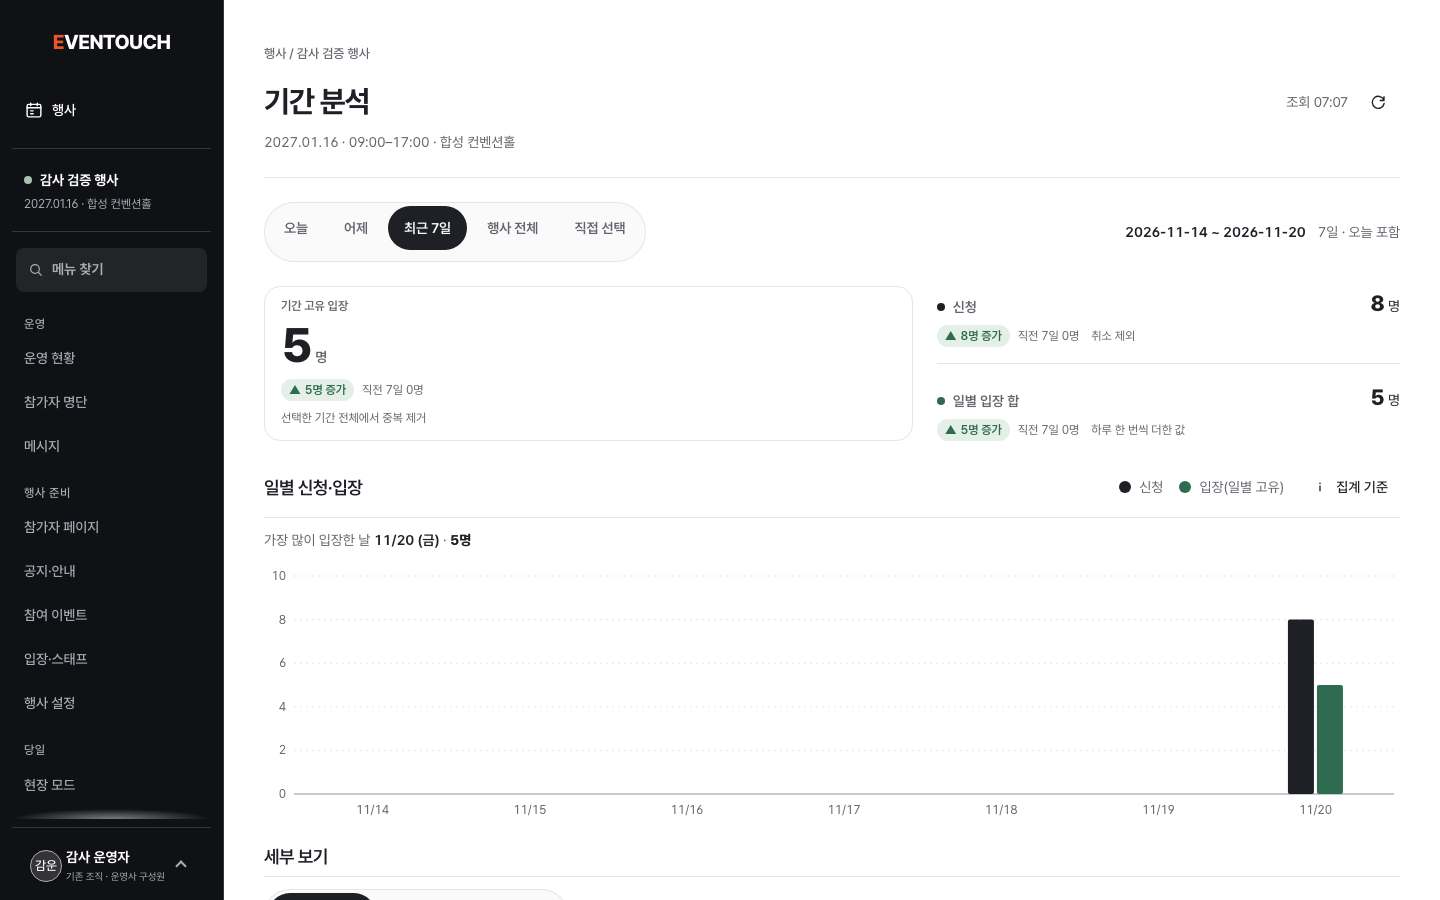 EVENTOUCH
행사
감사 검증 행사
2027.01.16 · 합성 컨벤션홀
메뉴 찾기
운영
운영 현황
참가자 명단
메시지
행사 준비
참가자 페이지
공지·안내
참여 이벤트
입장·스태프
행사 설정
당일
현장 모드
감운
감사 운영자
기존 조직 · 운영사 구성원
행사 / 감사 검증 행사
기간 분석
조회 07:07
2027.01.16 · 09:00–17:00 · 합성 컨벤션홀
오늘 어제 최근 7일 행사 전체 직접 선택
2026-11-14 ~ 2026-11-20 7일 · 오늘 포함
기간 고유 입장
5 명
▲ 5명 증가 직전 7일 0명
선택한 기간 전체에서 중복 제거
신청 8 명
▲ 8명 증가 직전 7일 0명 취소 제외
일별 입장 합 5 명
▲ 5명 증가 직전 7일 0명 하루 한 번씩 더한 값
일별 신청·입장
신청 입장(일별 고유) i 집계 기준
가장 많이 입장한 날 11/20 (금) · 5명
10
8
6
4
2
0
11/14 11/15 11/16 11/17 11/18 11/19 11/20
세부 보기